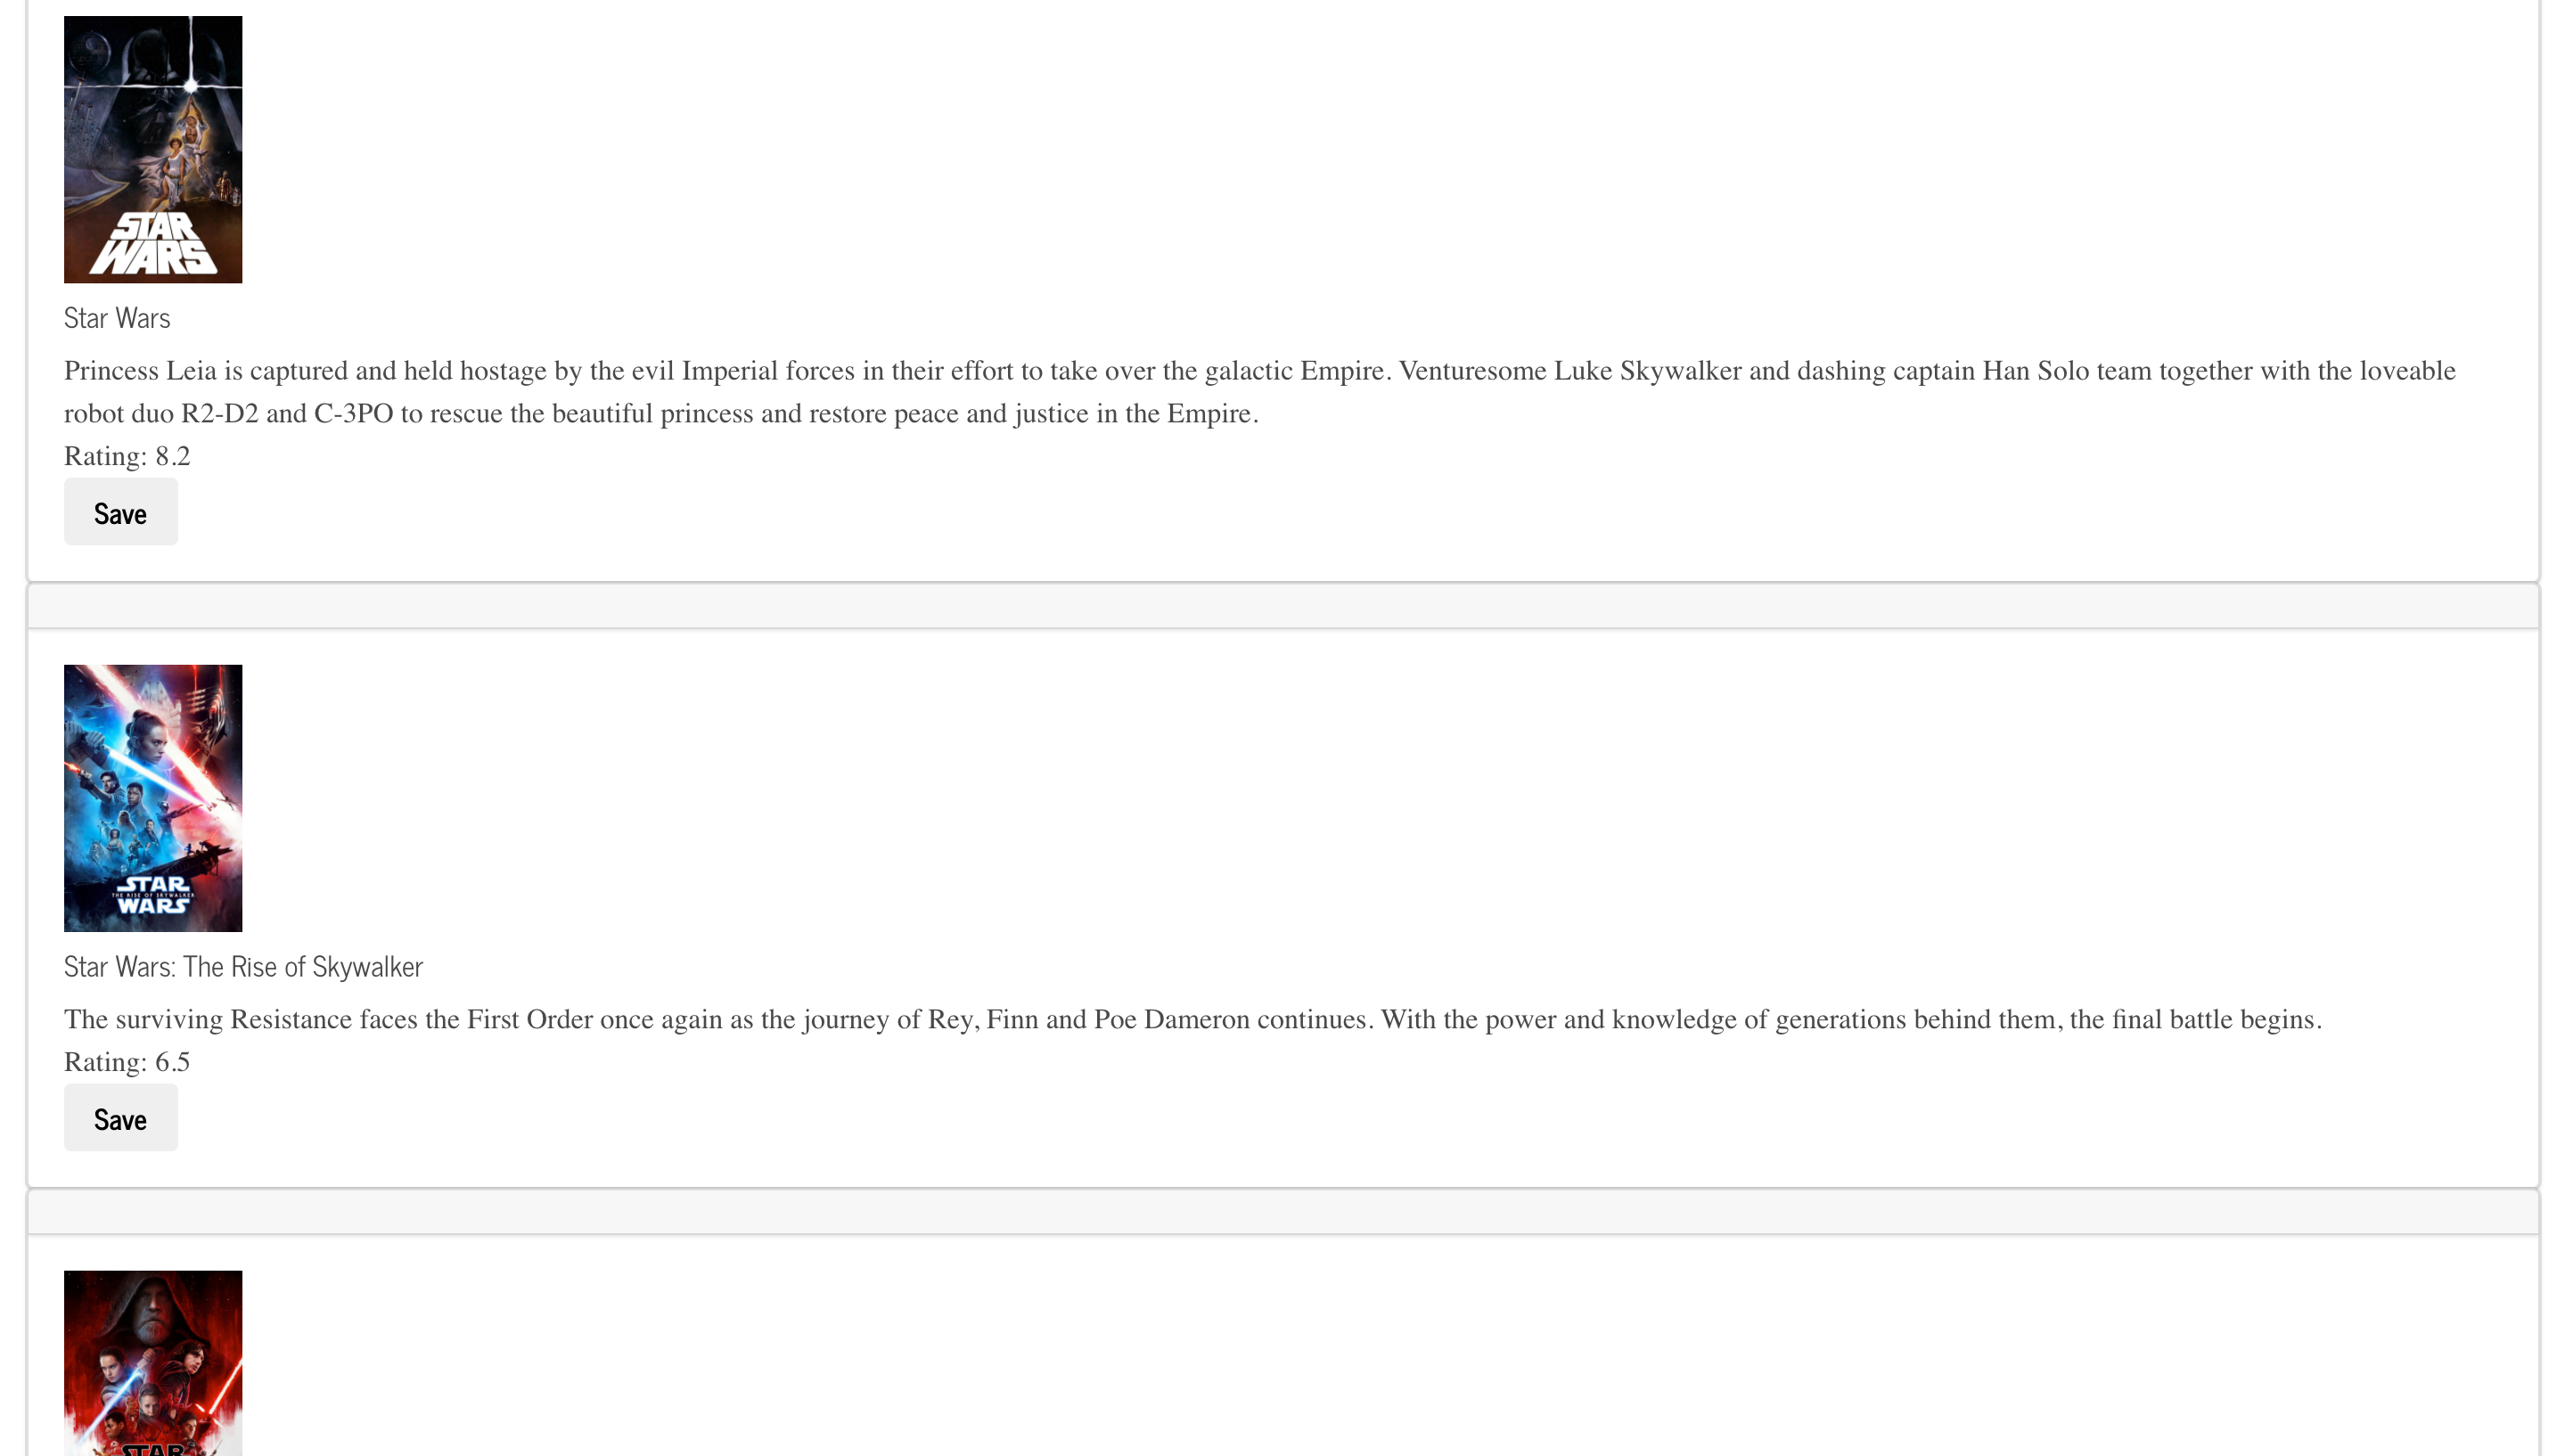 STAR
WARS
Star Wars
Princess Leia is captured and held hostage by the evil Imperial forces in their effort to take over the galactic Empire. Venturesome Luke Skywalker and dashing captain Han Solo team together with the loveable
robot duo R2-D2 and C-3PO to rescue the beautiful princess and restore peace and justice in the Empire.
Rating: 8.2
Save
STAR
THE RISE OF SKYWALKER
WARS
Star Wars: The Rise of Skywalker
The surviving Resistance faces the First Order once again as the journey of Rey, Finn and Poe Dameron continues. With the power and knowledge of generations behind them, the final battle begins.
Rating: 6.5
Save
STAR